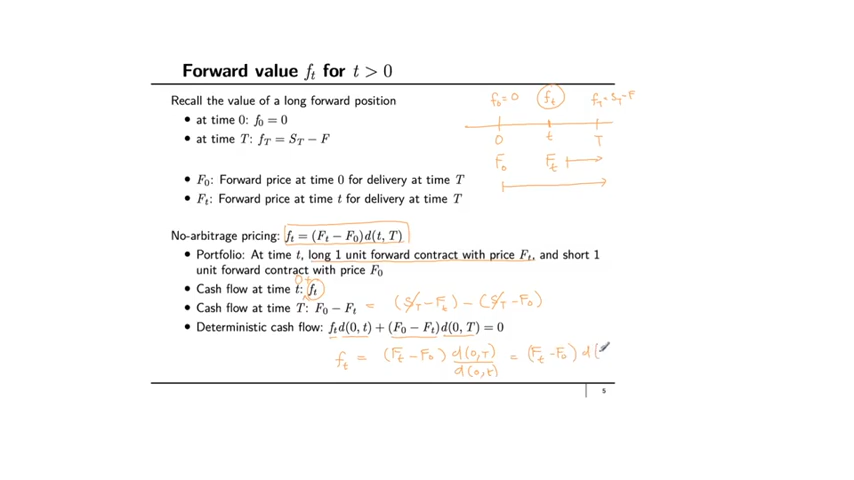 Forward value f_t for t > 0
Recall the value of a long forward position
• at time 0: f_0 = 0
• at time T: f_T = S_T − F
f_0 = 0 f_t f_T = S_T − F
0 t T
F_0 F_t
• F_0: Forward price at time 0 for delivery at time T
• F_t: Forward price at time t for delivery at time T
No-arbitrage pricing: f_t = (F_t − F_0)d(t, T)
• Portfolio: At time t, long 1 unit forward contract with price F_t, and short 1
unit forward contract with price F_0
• Cash flow at time t: f_t
• Cash flow at time T: F_0 − F_t = (S_T − F_t) − (S_T − F_0)
• Deterministic cash flow: f_t d(0, t) + (F_0 − F_t)d(0, T) = 0
f_t = (F_t − F_0) d(0,T) / d(0,t) = (F_t − F_0) d(
5